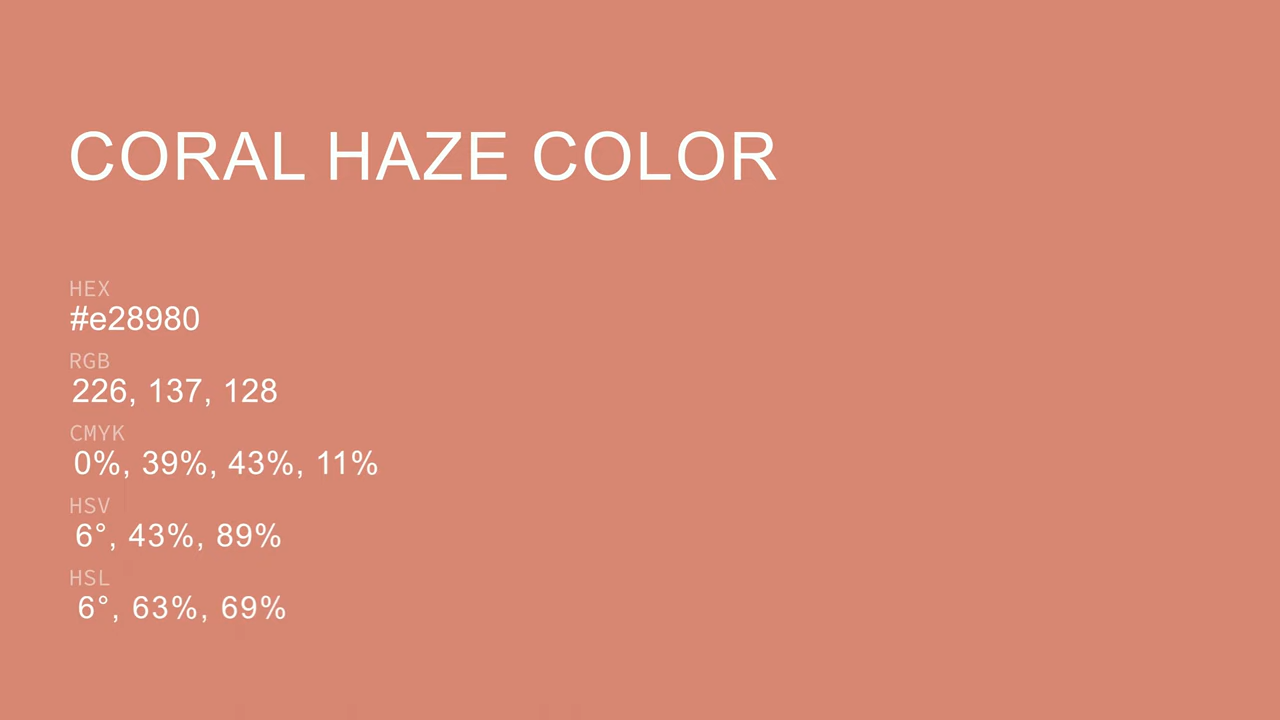 CORAL HAZE COLOR
HEX
#e28980
RGB
226, 137, 128
CMYK
0%, 39%, 43%, 11%
HSV
6°, 43%, 89%
HSL
6°, 63%, 69%